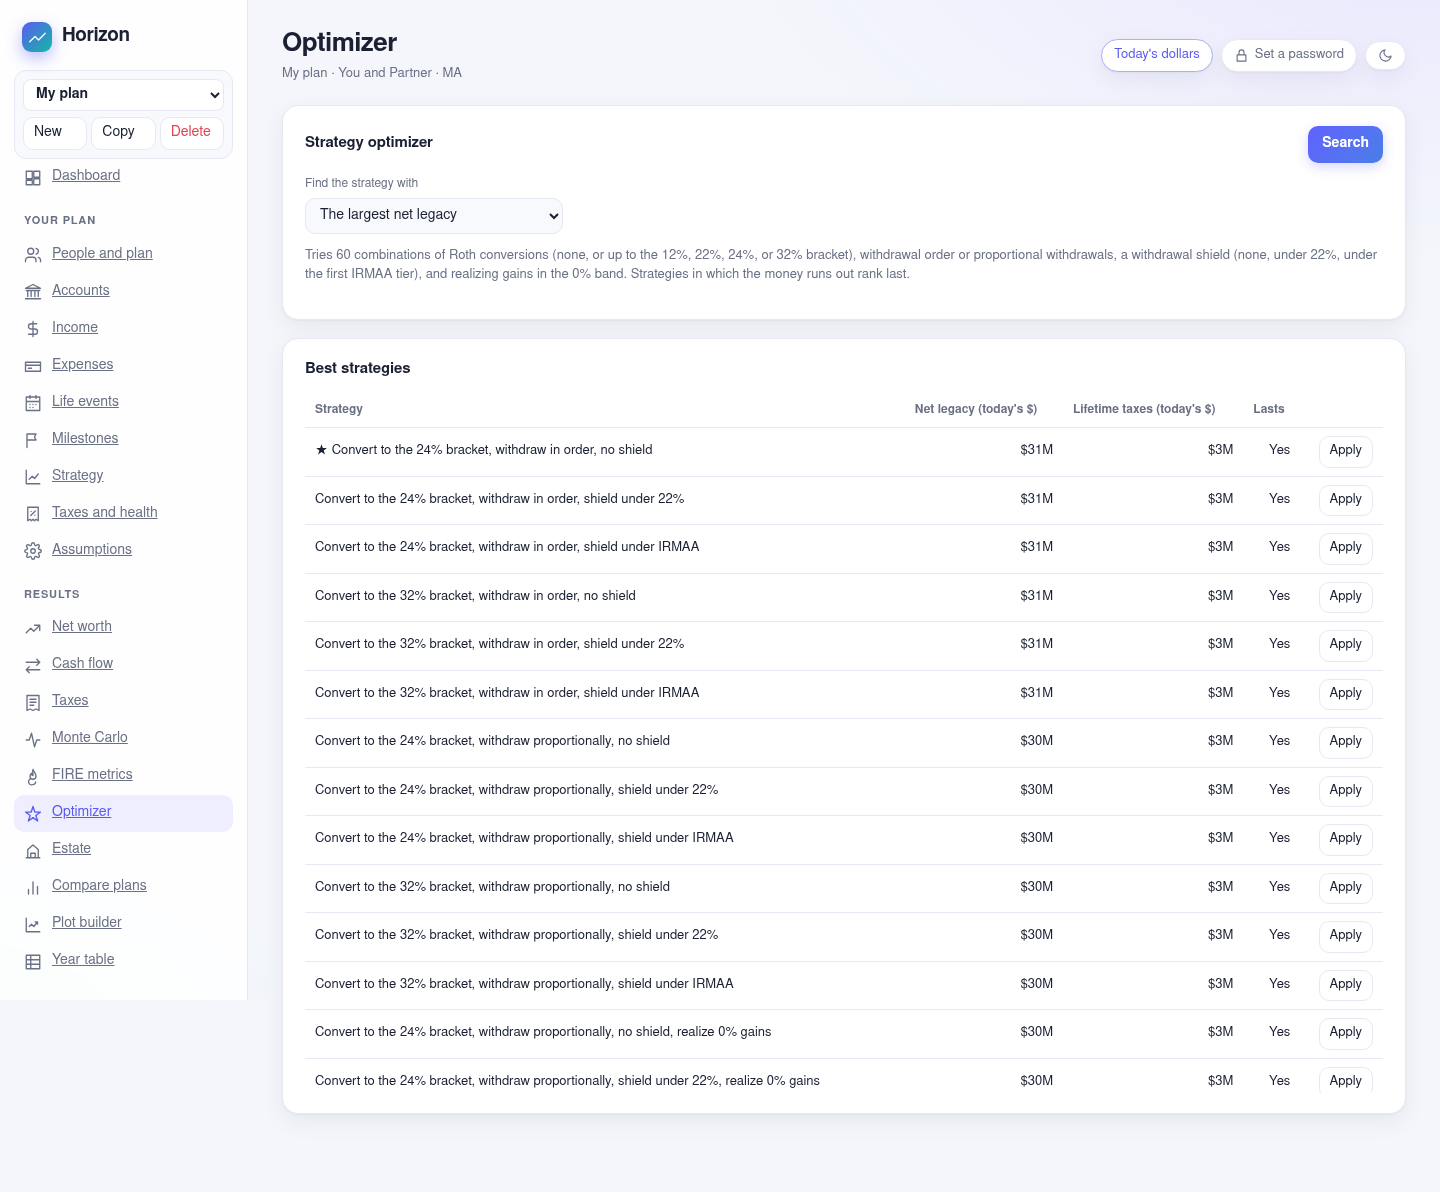 Horizon
My plan
New Copy Delete
Dashboard
YOUR PLAN
People and plan
Accounts
Income
Expenses
Life events
Milestones
Strategy
Taxes and health
Assumptions
RESULTS
Net worth
Cash flow
Taxes
Monte Carlo
FIRE metrics
Optimizer
Estate
Compare plans
Plot builder
Year table
Optimizer
My plan · You and Partner · MA
Today's dollars
Set a password
Strategy optimizer
Search
Find the strategy with
The largest net legacy
Tries 60 combinations of Roth conversions (none, or up to the 12%, 22%, 24%, or 32% bracket), withdrawal order or proportional withdrawals, a withdrawal shield (none, under 22%, under
the first IRMAA tier), and realizing gains in the 0% band. Strategies in which the money runs out rank last.
Best strategies
Strategy Net legacy (today's $) Lifetime taxes (today's $) Lasts
★ Convert to the 24% bracket, withdraw in order, no shield $31M $3M Yes Apply
Convert to the 24% bracket, withdraw in order, shield under 22% $31M $3M Yes Apply
Convert to the 24% bracket, withdraw in order, shield under IRMAA $31M $3M Yes Apply
Convert to the 32% bracket, withdraw in order, no shield $31M $3M Yes Apply
Convert to the 32% bracket, withdraw in order, shield under 22% $31M $3M Yes Apply
Convert to the 32% bracket, withdraw in order, shield under IRMAA $31M $3M Yes Apply
Convert to the 24% bracket, withdraw proportionally, no shield $30M $3M Yes Apply
Convert to the 24% bracket, withdraw proportionally, shield under 22% $30M $3M Yes Apply
Convert to the 24% bracket, withdraw proportionally, shield under IRMAA $30M $3M Yes Apply
Convert to the 32% bracket, withdraw proportionally, no shield $30M $3M Yes Apply
Convert to the 32% bracket, withdraw proportionally, shield under 22% $30M $3M Yes Apply
Convert to the 32% bracket, withdraw proportionally, shield under IRMAA $30M $3M Yes Apply
Convert to the 24% bracket, withdraw proportionally, no shield, realize 0% gains $30M $3M Yes Apply
Convert to the 24% bracket, withdraw proportionally, shield under 22%, realize 0% gains $30M $3M Yes Apply